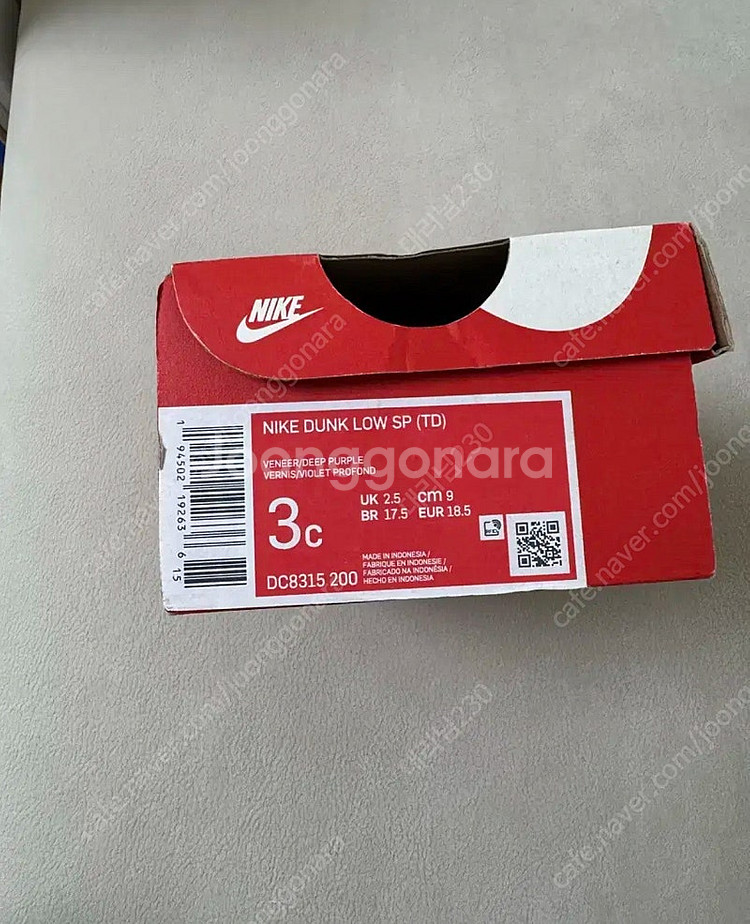 NIKE
NIKE DUNK LOW SP (TD)
VENEER/DEEP PURPLE
VERNIS/VIOLET PROFOND
3c
UK 2.5 cm 9
BR 17.5 EUR 18.5
MADE IN INDONESIA /
FABRIQUE EN INDONESIE /
FABRICADO NA INDONÉSIA /
HECHO EN INDONESIA
DC8315 200
1 94502 19263 6 15
Joonggonara
cafe.naver.com/joonggonara